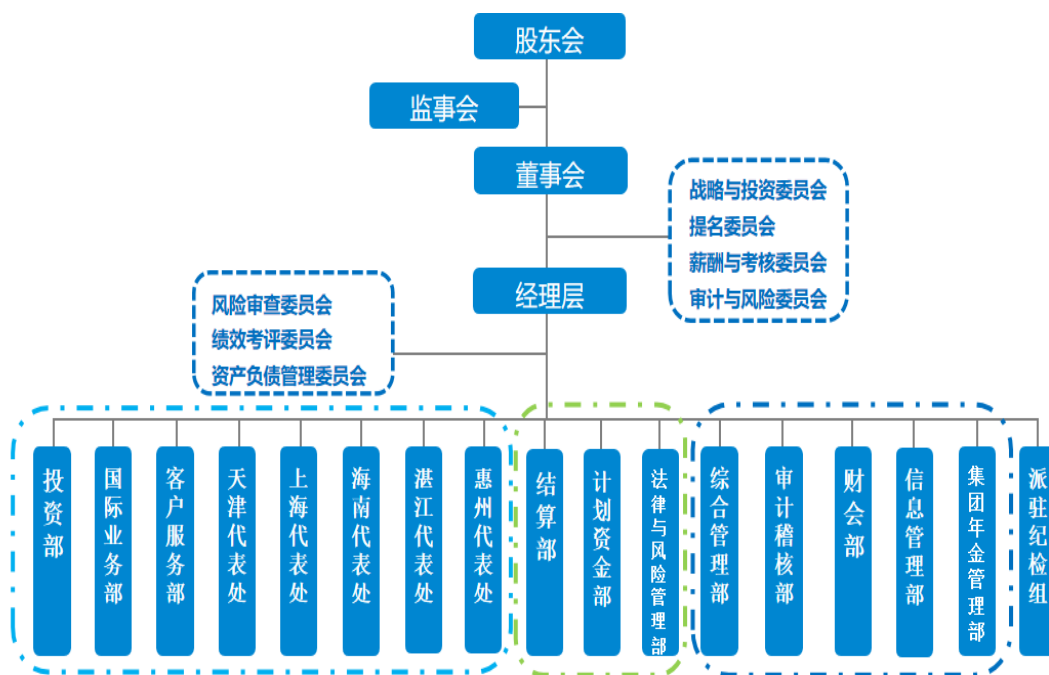 股东会
监事会
董事会
战略与投资委员会
提名委员会
薪酬与考核委员会
审计与风险委员会
经理层
风险审查委员会
绩效考评委员会
资产负债管理委员会
投资部
国际业务部
客户服务部
天津代表处
上海代表处
海南代表处
湛江代表处
惠州代表处
结算部
计划资金部
法律与风险管理部
综合管理部
审计稽核部
财会部
信息管理部
集团年金管理部
派驻纪检组